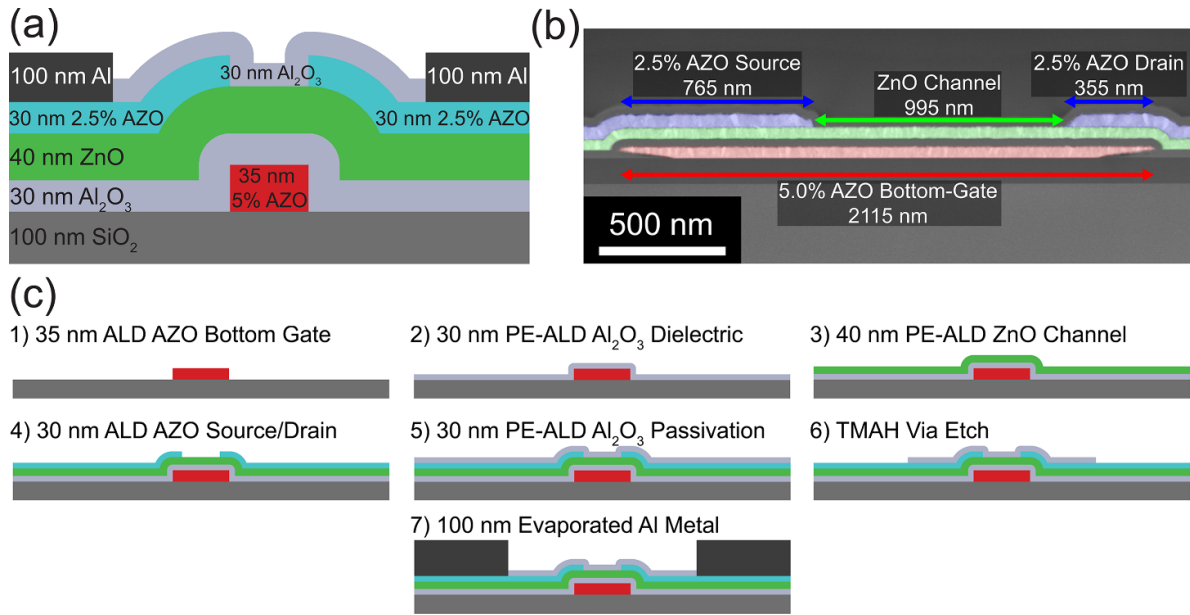 (a)
100 nm Al
30 nm Al₂O₃
100 nm Al
30 nm 2.5% AZO
30 nm 2.5% AZO
40 nm ZnO
35 nm
5% AZO
30 nm Al₂O₃
100 nm SiO₂
(b)
2.5% AZO Source
765 nm
ZnO Channel
995 nm
2.5% AZO Drain
355 nm
5.0% AZO Bottom-Gate
2115 nm
500 nm
(c)
1) 35 nm ALD AZO Bottom Gate
2) 30 nm PE-ALD Al₂O₃ Dielectric
3) 40 nm PE-ALD ZnO Channel
4) 30 nm ALD AZO Source/Drain
5) 30 nm PE-ALD Al₂O₃ Passivation
6) TMAH Via Etch
7) 100 nm Evaporated Al Metal